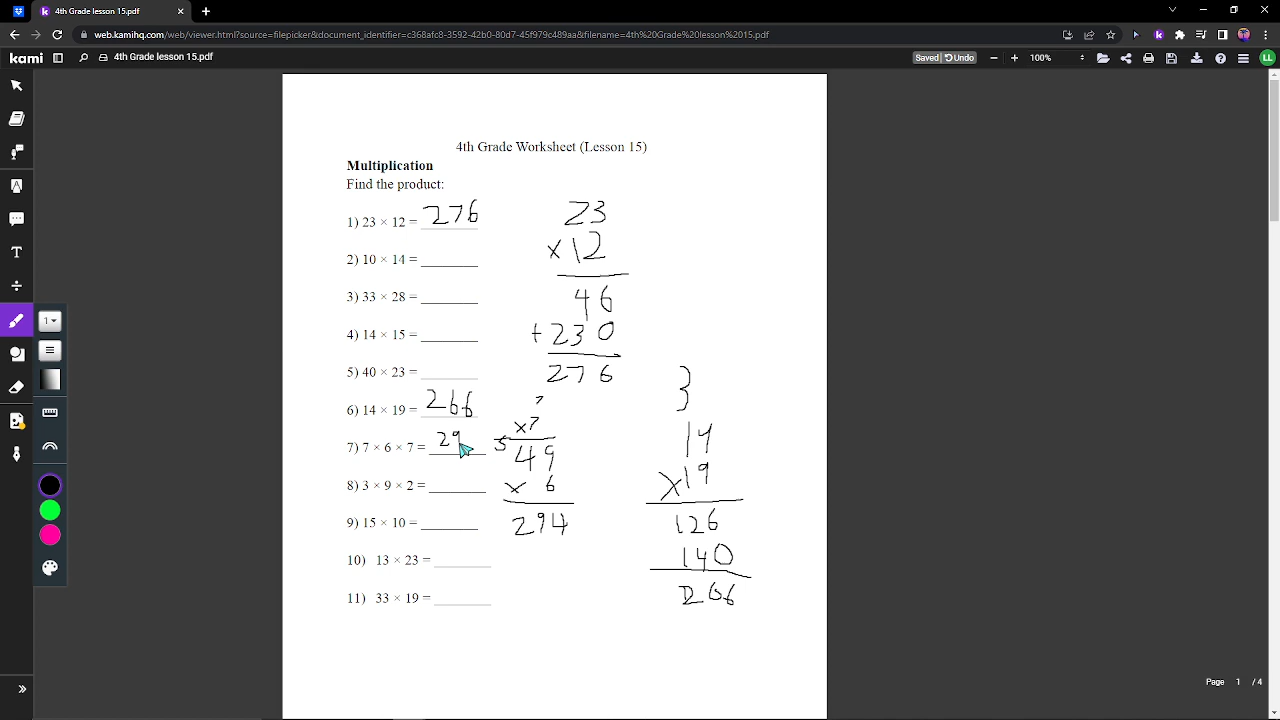 4th Grade lesson 15.pdf
web.kamihq.com/web/viewer.html?source=filepicker&document_identifier=c368afc8-3592-42b0-80d7-45f979c489aa&filename=4th%20Grade%20lesson%2015.pdf
kami
4th Grade lesson 15.pdf
Saved Undo
100%
LL
4th Grade Worksheet (Lesson 15)
Multiplication
Find the product:
1) 23 × 12 = 276
2) 10 × 14 =
3) 33 × 28 =
4) 14 × 15 =
5) 40 × 23 =
6) 14 × 19 = 266
7) 7 × 6 × 7 = 29
8) 3 × 9 × 2 =
9) 15 × 10 =
10) 13 × 23 =
11) 33 × 19 =
23
×12
46
+230
276
×7
5
49
× 6
294
3
14
×19
126
140
266
1
Page 1 /4